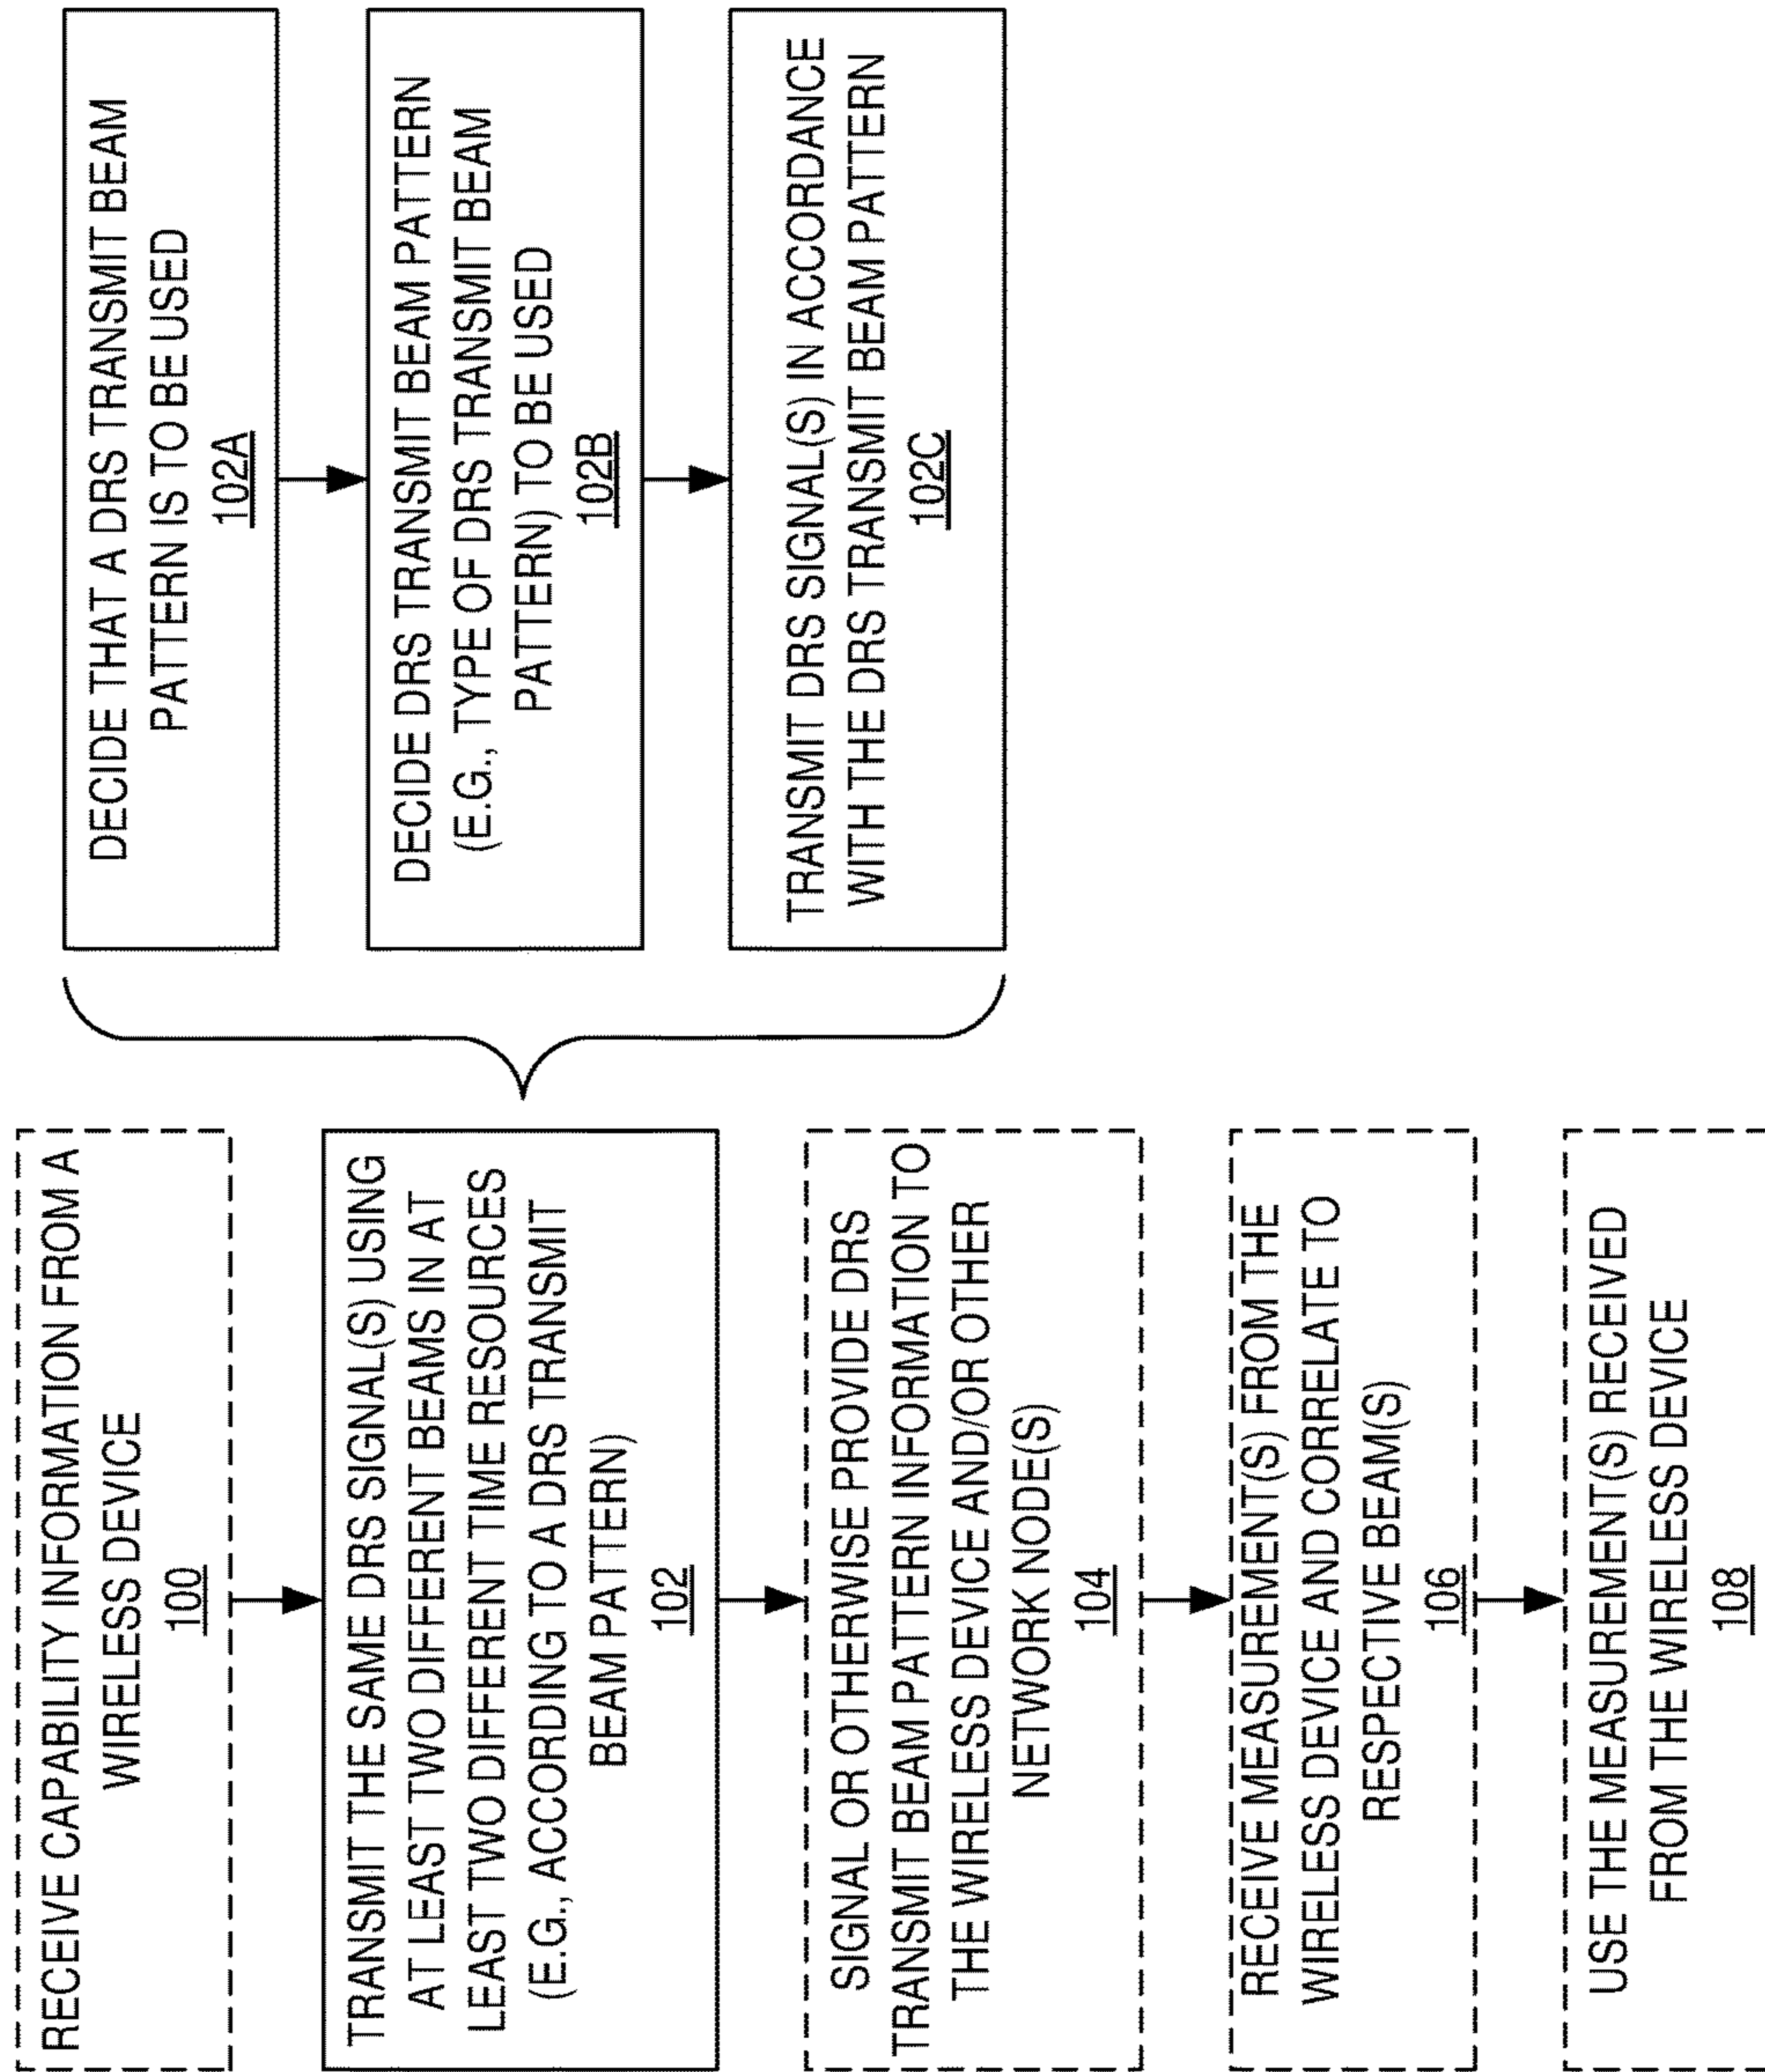 RECEIVE CAPABILITY INFORMATION FROM A
WIRELESS DEVICE
100
TRANSMIT THE SAME DRS SIGNAL(S) USING
AT LEAST TWO DIFFERENT BEAMS IN AT
LEAST TWO DIFFERENT TIME RESOURCES
(E.G., ACCORDING TO A DRS TRANSMIT
BEAM PATTERN)
102
SIGNAL OR OTHERWISE PROVIDE DRS
TRANSMIT BEAM PATTERN INFORMATION TO
THE WIRELESS DEVICE AND/OR OTHER
NETWORK NODE(S)
104
RECEIVE MEASUREMENT(S) FROM THE
WIRELESS DEVICE AND CORRELATE TO
RESPECTIVE BEAM(S)
106
USE THE MEASUREMENT(S) RECEIVED
FROM THE WIRELESS DEVICE
108
DECIDE THAT A DRS TRANSMIT BEAM
PATTERN IS TO BE USED
102A
DECIDE DRS TRANSMIT BEAM PATTERN
(E.G., TYPE OF DRS TRANSMIT BEAM
PATTERN) TO BE USED
102B
TRANSMIT DRS SIGNAL(S) IN ACCORDANCE
WITH THE DRS TRANSMIT BEAM PATTERN
102C